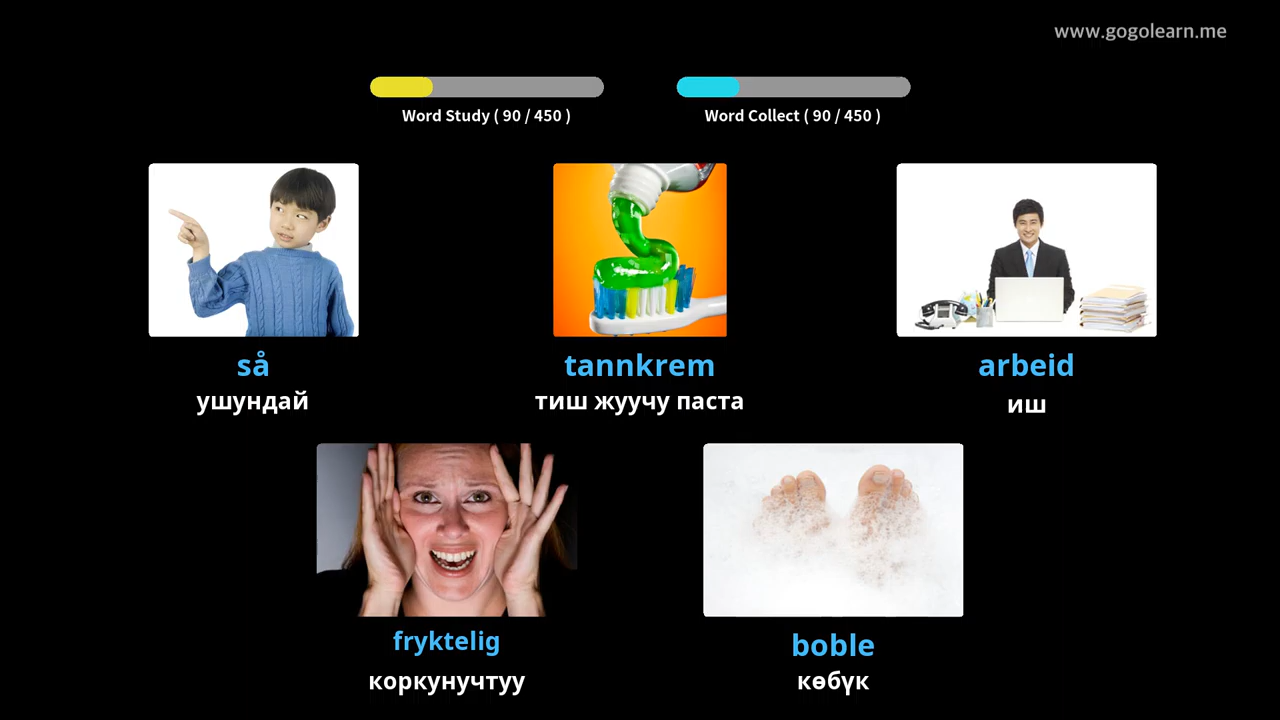 www.gogolearn.me
Word Study ( 90 / 450 )
Word Collect ( 90 / 450 )
så
tannkrem
arbeid
ушундай
тиш жуучу паста
иш
fryktelig
boble
коркунучтуу
көбүк